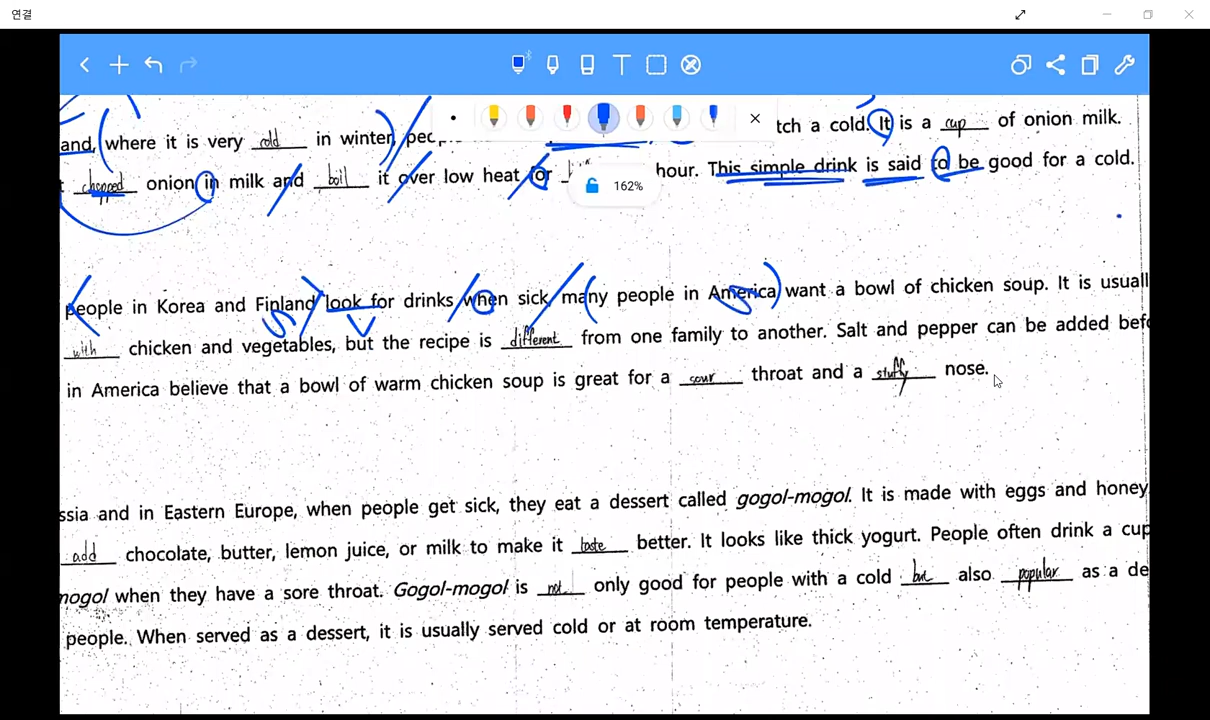 연결
162%
tch a cold. It is a cup of onion milk.
and, (where it is very cold in winter)
chopped onion in milk and boil it over low heat for hour. This simple drink is said to be good for a cold.
people in Korea and Finland look for drinks when sick, many people in America want a bowl of chicken soup. It is usuall
S V S
with chicken and vegetables, but the recipe is different from one family to another. Salt and pepper can be added befo
in America believe that a bowl of warm chicken soup is great for a sour throat and a stuffy nose.
ssia and in Eastern Europe, when people get sick, they eat a dessert called gogol-mogol. It is made with eggs and honey
add chocolate, butter, lemon juice, or milk to make it taste better. It looks like thick yogurt. People often drink a cup
mogol when they have a sore throat. Gogol-mogol is not only good for people with a cold but also popular as a de
people. When served as a dessert, it is usually served cold or at room temperature.